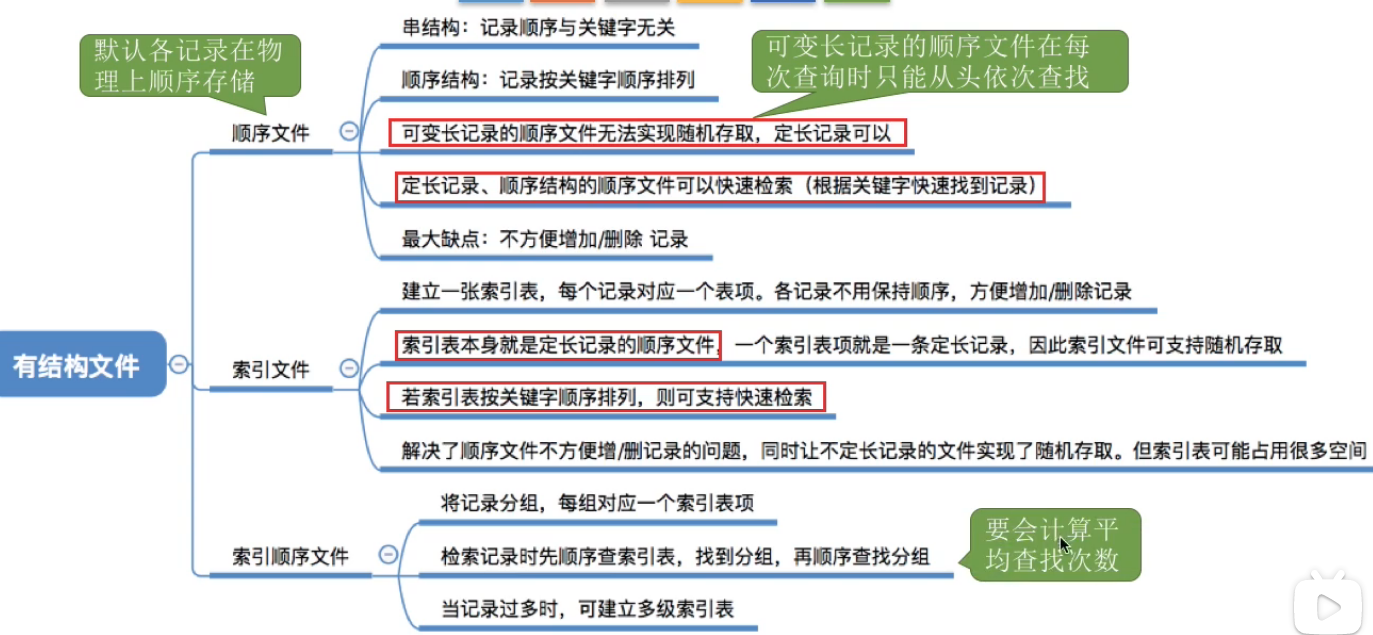 默认各记录在物
理上顺序存储
串结构：记录顺序与关键字无关
可变长记录的顺序文件在每
次查询时只能从头依次查找
顺序结构：记录按关键字顺序排列
顺序文件
可变长记录的顺序文件无法实现随机存取，定长记录可以
定长记录、顺序结构的顺序文件可以快速检索（根据关键字快速找到记录）
最大缺点：不方便增加/删除 记录
有结构文件
索引文件
建立一张索引表，每个记录对应一个表项。各记录不用保持顺序，方便增加/删除记录
索引表本身就是定长记录的顺序文件，一个索引表项就是一条定长记录，因此索引文件可支持随机存取
若索引表按关键字顺序排列，则可支持快速检索
解决了顺序文件不方便增/删记录的问题，同时让不定长记录的文件实现了随机存取。但索引表可能占用很多空间
索引顺序文件
将记录分组，每组对应一个索引表项
检索记录时先顺序查索引表，找到分组，再顺序查找分组
要会计算平
均查找次数
当记录过多时，可建立多级索引表